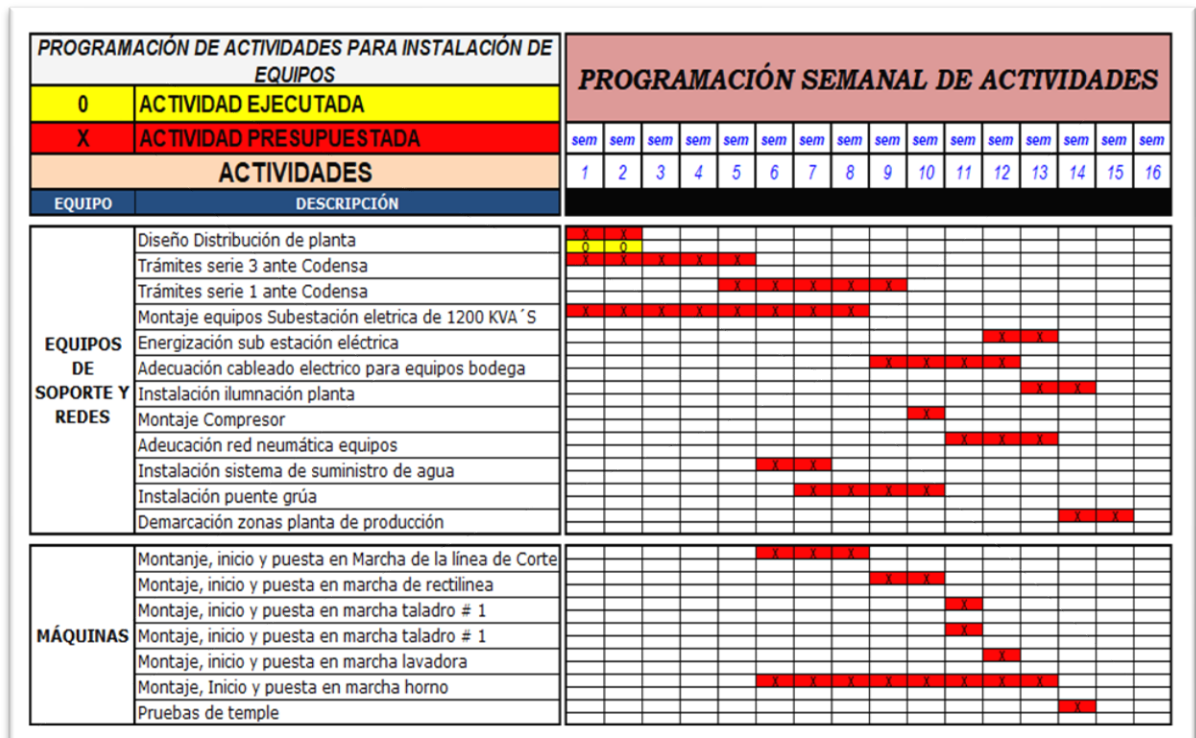 PROGRAMACIÓN DE ACTIVIDADES PARA INSTALACIÓN DE
EQUIPOS
PROGRAMACIÓN SEMANAL DE ACTIVIDADES
0 ACTIVIDAD EJECUTADA
X ACTIVIDAD PRESUPUESTADA
sem sem sem sem sem sem sem sem sem sem sem sem sem sem sem sem
ACTIVIDADES
1 2 3 4 5 6 7 8 9 10 11 12 13 14 15 16
EQUIPO DESCRIPCIÓN
EQUIPOS
DE
SOPORTE Y
REDES
Diseño Distribución de planta X X
0 0
Trámites serie 3 ante Codensa X X X X X
Trámites serie 1 ante Codensa X X X X X
Montaje equipos Subestación eletrica de 1200 KVA´S X X X X X X X X
Energización sub estación eléctrica X X
Adecuación cableado electrico para equipos bodega X X X X
Instalación ilumnación planta X X
Montaje Compresor X
Adeucación red neumática equipos X X X
Instalación sistema de suministro de agua X X
Instalación puente grúa X X X X
Demarcación zonas planta de producción X X
MÁQUINAS
Montanje, inicio y puesta en Marcha de la línea de Corte X X X
Montaje, inicio y puesta en marcha de rectilinea X X
Montaje, inicio y puesta en marcha taladro # 1 X
Montaje, inicio y puesta en marcha taladro # 1 X
Montaje, inicio y puesta en marcha lavadora X
Montaje, Inicio y puesta en marcha horno X X X X X X X X
Pruebas de temple X